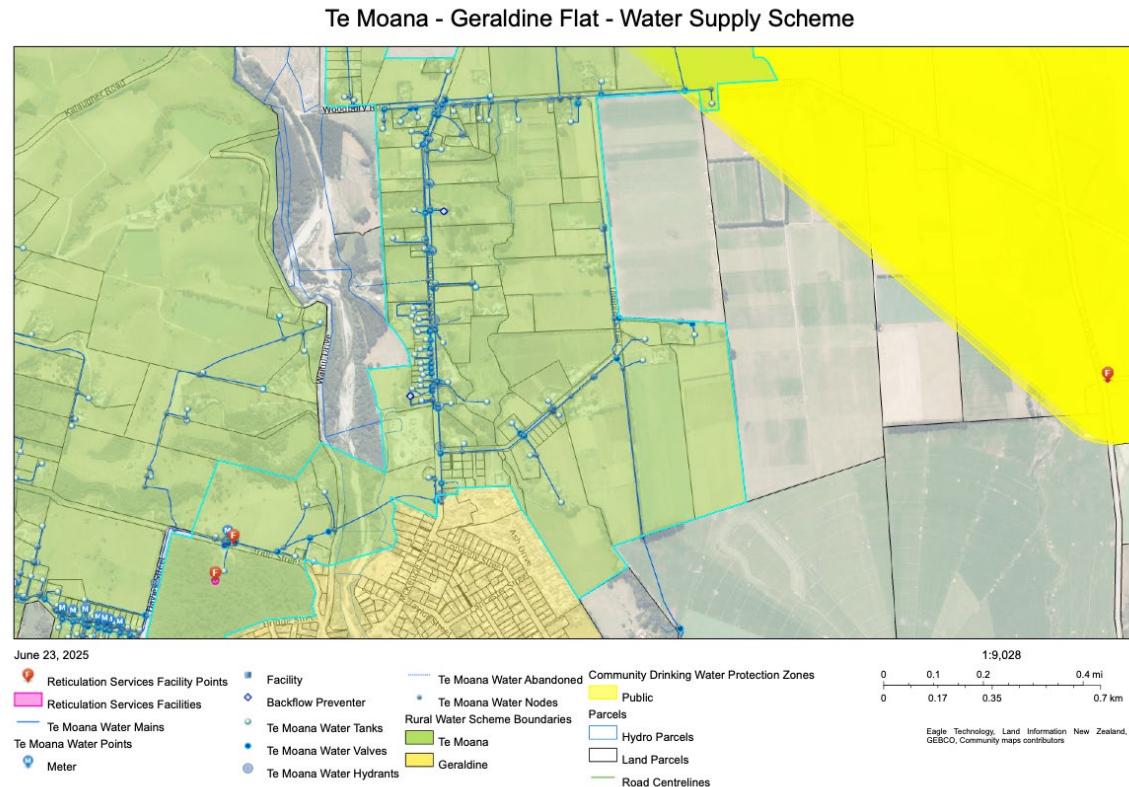 Te Moana - Geraldine Flat - Water Supply Scheme
Woodbury R
Ash Drive
June 23, 2025
F Reticulation Services Facility Points
Reticulation Services Facilities
Te Moana Water Mains
Te Moana Water Points
M Meter
Facility
Backflow Preventer
Te Moana Water Tanks
Te Moana Water Valves
Te Moana Water Hydrants
Te Moana Water Abandoned
Te Moana Water Nodes
Rural Water Scheme Boundaries
Te Moana
Geraldine
Community Drinking Water Protection Zones
Public
Parcels
Hydro Parcels
Land Parcels
Road Centrelines
1:9,028
0 0.1 0.2 0.4 mi
0 0.17 0.35 0.7 km
Eagle Technology, Land Information New Zealand,
GEBCO, Community maps contributors